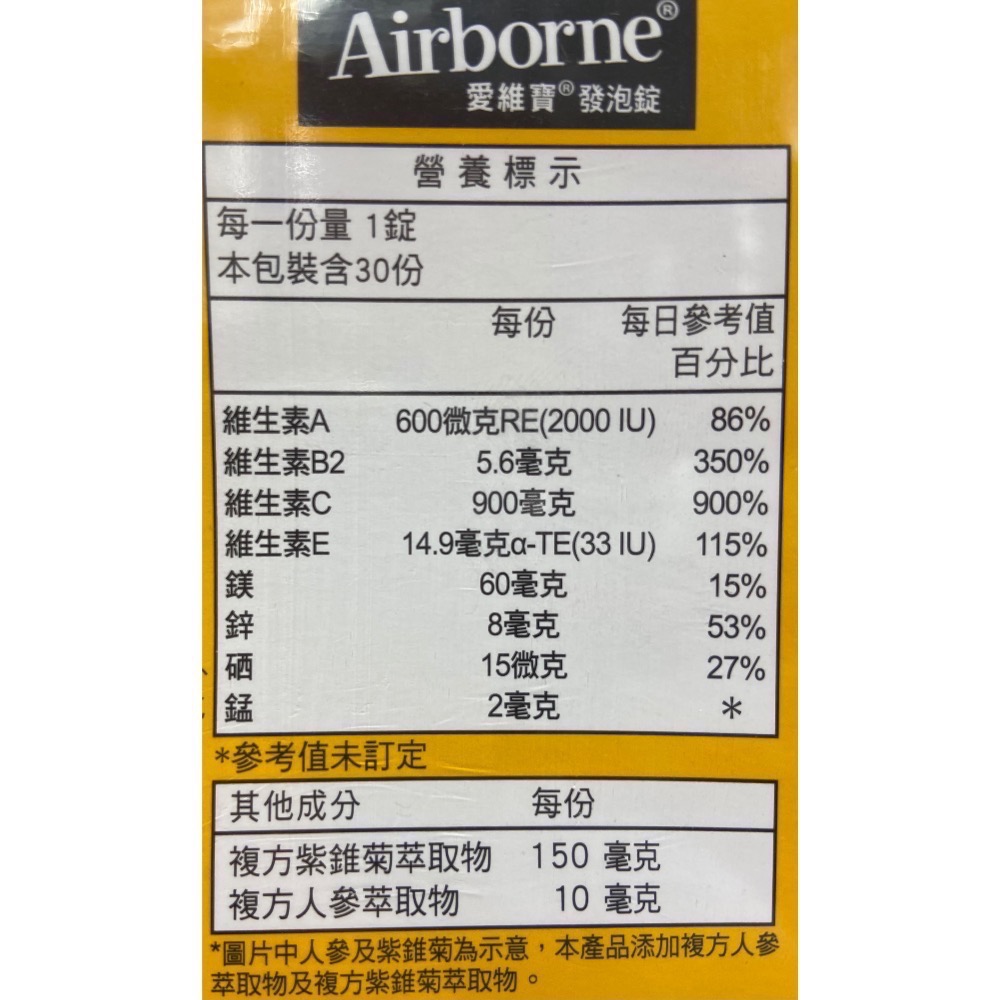 Airborne®
愛維寶®發泡錠
營養標示
每一份量 1錠
本包裝含30份
每份 每日參考值
百分比
維生素A 600微克RE(2000 IU) 86%
維生素B2 5.6毫克 350%
維生素C 900毫克 900%
維生素E 14.9毫克α-TE(33 IU) 115%
鎂 60毫克 15%
鋅 8毫克 53%
硒 15微克 27%
錳 2毫克 *
*參考值未訂定
其他成分 每份
複方紫錐菊萃取物 150 毫克
複方人參萃取物 10 毫克
*圖片中人參及紫錐菊為示意，本產品添加複方人參
萃取物及複方紫錐菊萃取物。